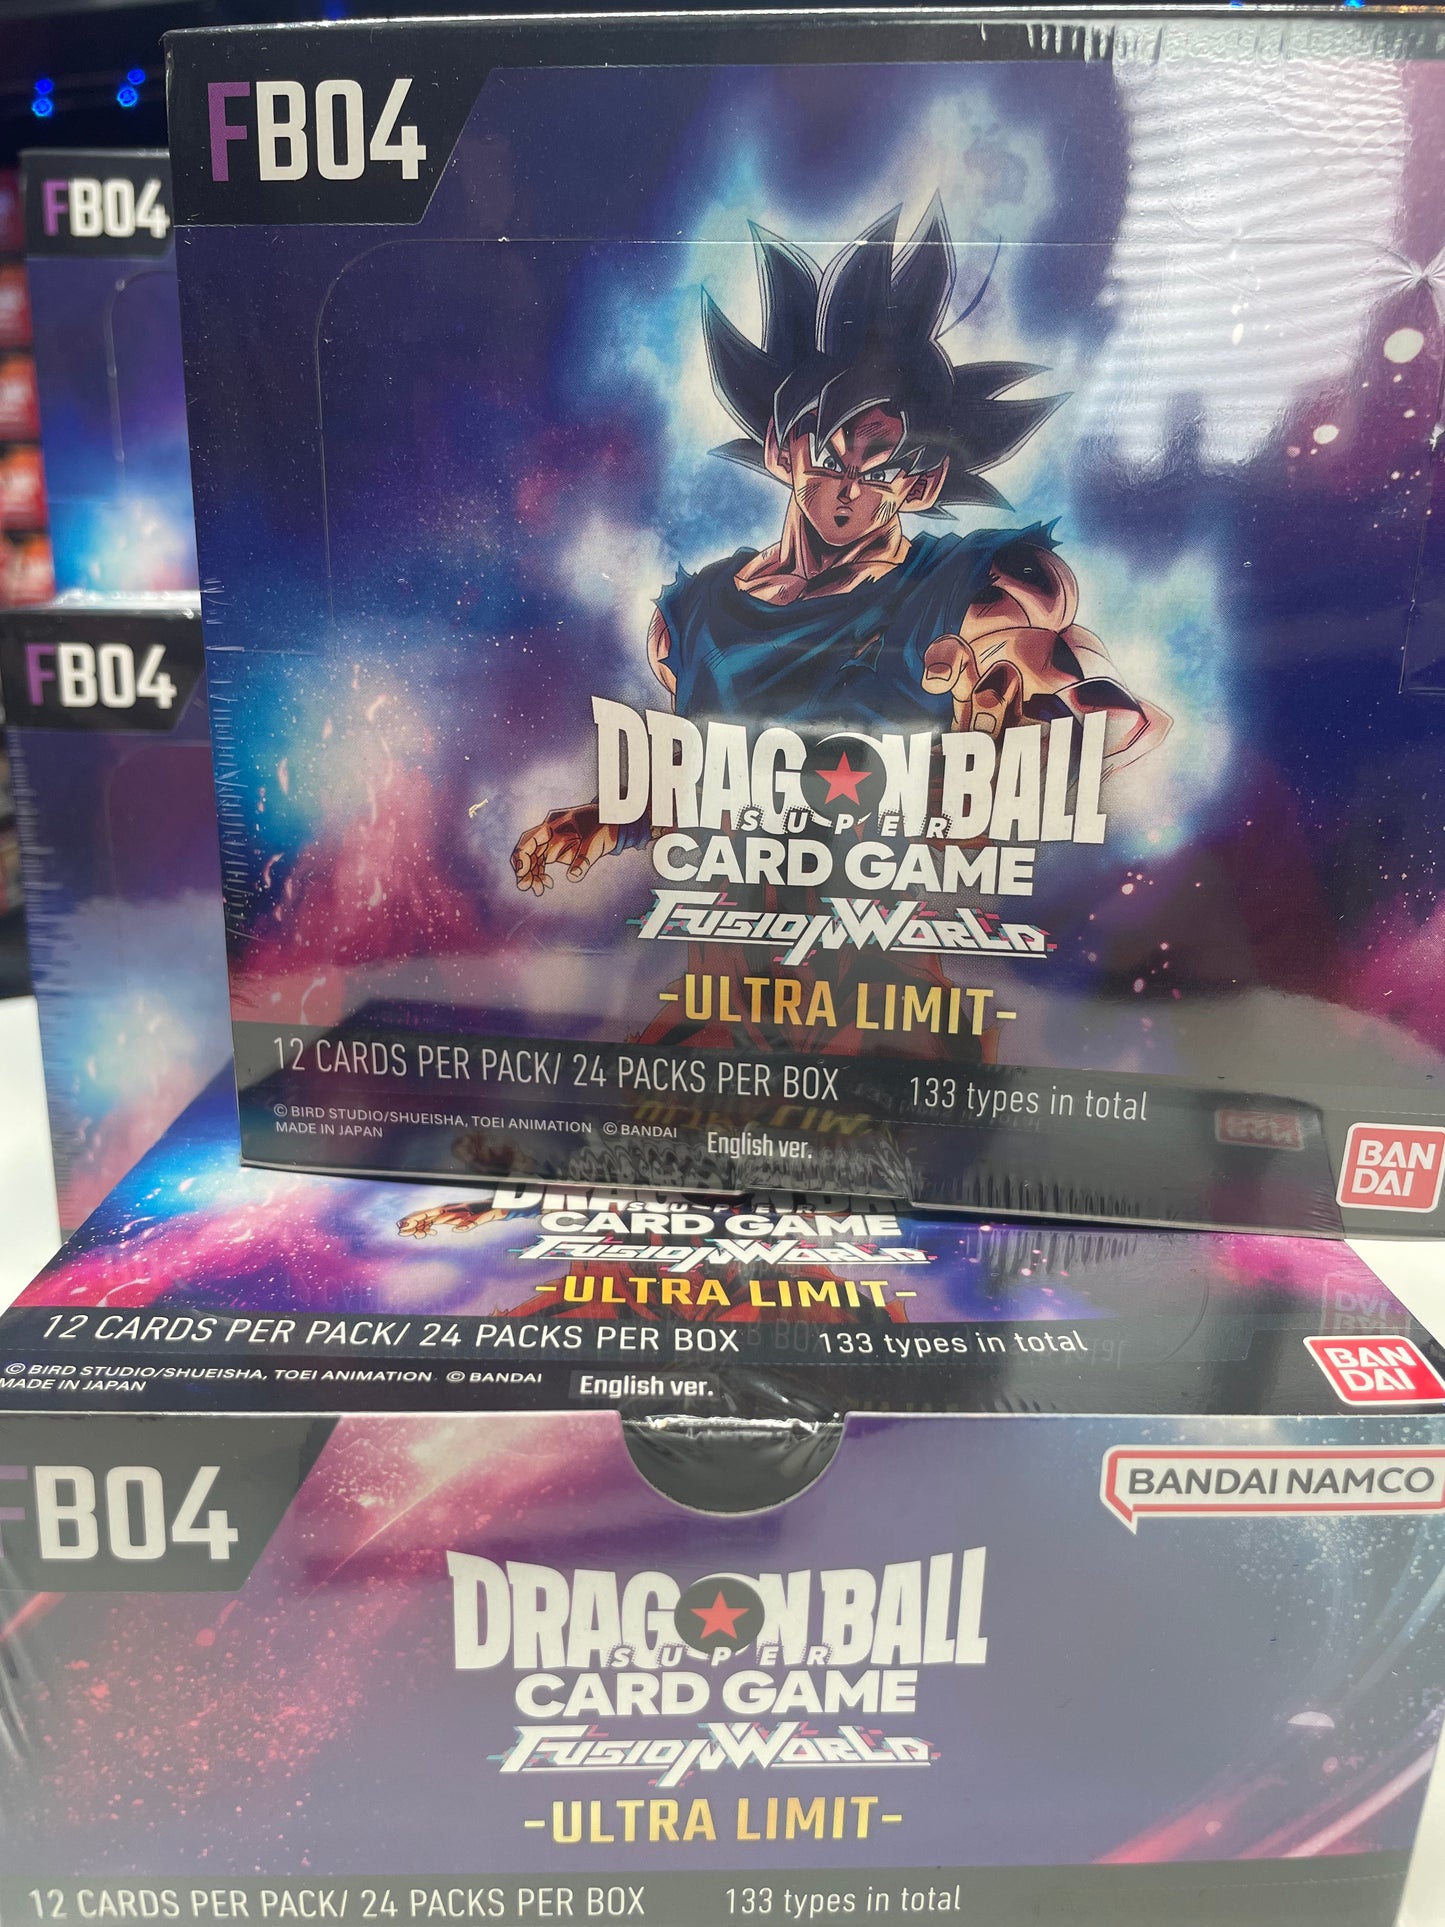 FB04
FB04
FB04
DRAGON BALL
SUPER
CARD GAME
FUSION WORLD
-ULTRA LIMIT-
12 CARDS PER PACK/ 24 PACKS PER BOX 133 types in total
© BIRD STUDIO/SHUEISHA, TOEI ANIMATION © BANDAI
MADE IN JAPAN
English ver.
BAN
DAI
DRAGON BALL
SUPER
CARD GAME
FUSION WORLD
-ULTRA LIMIT-
12 CARDS PER PACK/ 24 PACKS PER BOX 133 types in total
© BIRD STUDIO/SHUEISHA, TOEI ANIMATION © BANDAI
MADE IN JAPAN
English ver.
BAN
DAI
FB04
BANDAI NAMCO
DRAGON BALL
SUPER
CARD GAME
FUSION WORLD
-ULTRA LIMIT-
12 CARDS PER PACK/ 24 PACKS PER BOX 133 types in total